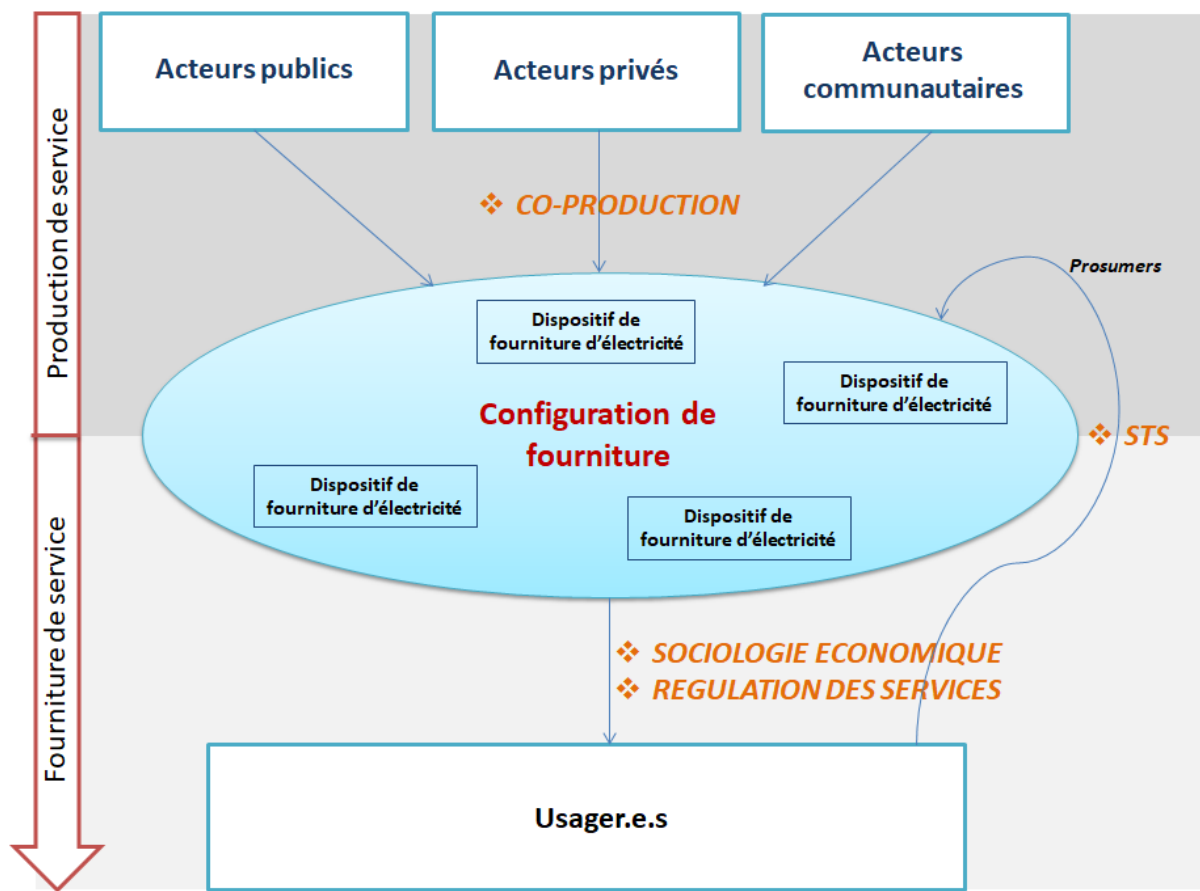 Production de service
Fourniture de service
Acteurs publics
Acteurs privés
Acteurs
communautaires
❖ CO-PRODUCTION
Prosumers
Dispositif de
fourniture d'électricité
Dispositif de
fourniture d'électricité
Configuration de
fourniture
❖ STS
Dispositif de
fourniture d'électricité
Dispositif de
fourniture d'électricité
❖ SOCIOLOGIE ECONOMIQUE
❖ REGULATION DES SERVICES
Usager.e.s